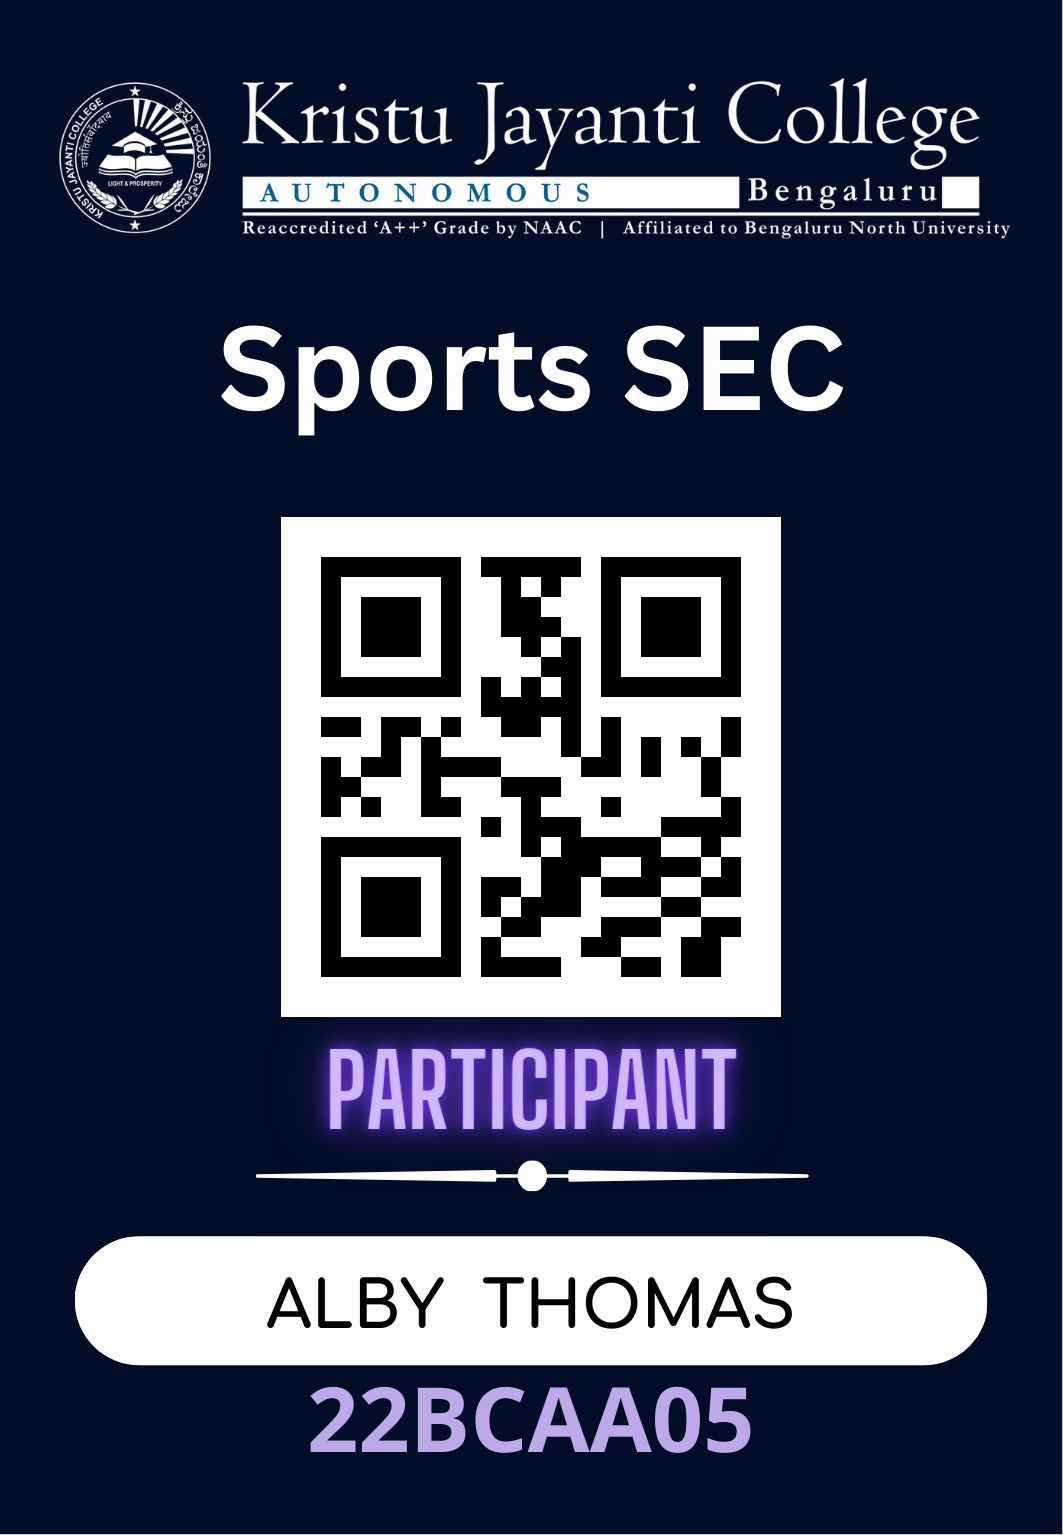 Kristu Jayanti College
AUTONOMOUS Bengaluru
Reaccredited ‘A++’ Grade by NAAC | Affiliated to Bengaluru North University
KRISTU JAYANTI COLLEGE
LIGHT & PROSPERITY
Sports SEC
PARTICIPANT
ALBY THOMAS
22BCAA05